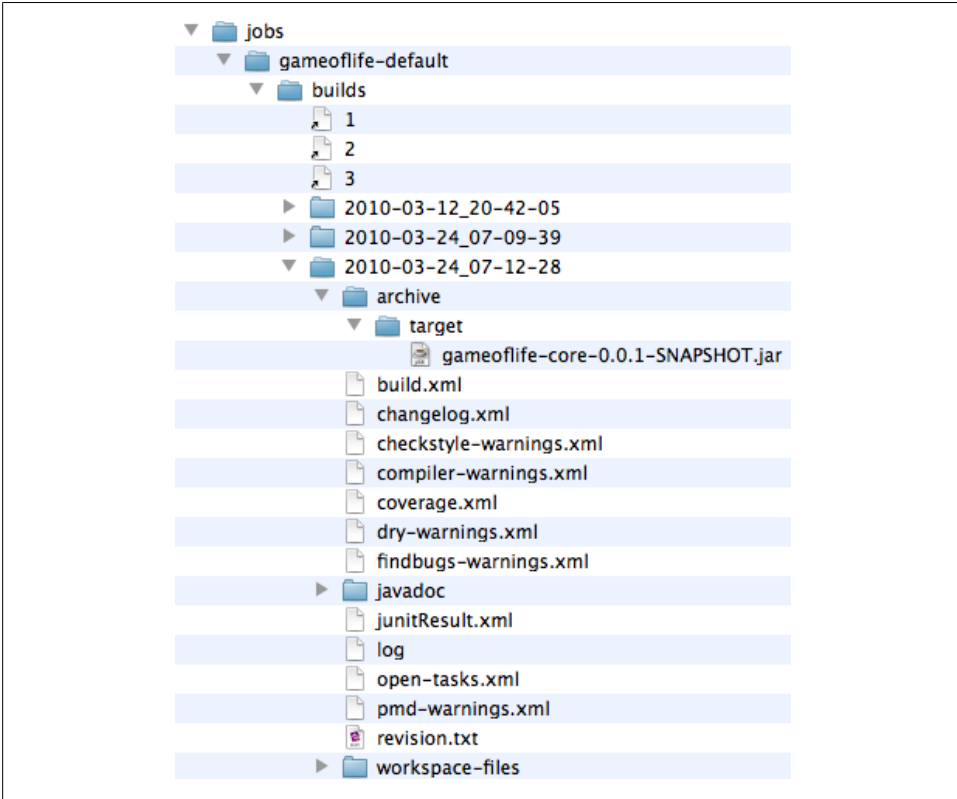 jobs
gameoflife-default
builds
1
2
3
2010-03-12_20-42-05
2010-03-24_07-09-39
2010-03-24_07-12-28
archive
target
gameoflife-core-0.0.1-SNAPSHOT.jar
build.xml
changelog.xml
checkstyle-warnings.xml
compiler-warnings.xml
coverage.xml
dry-warnings.xml
findbugs-warnings.xml
javadoc
junitResult.xml
log
open-tasks.xml
pmd-warnings.xml
revision.txt
workspace-files